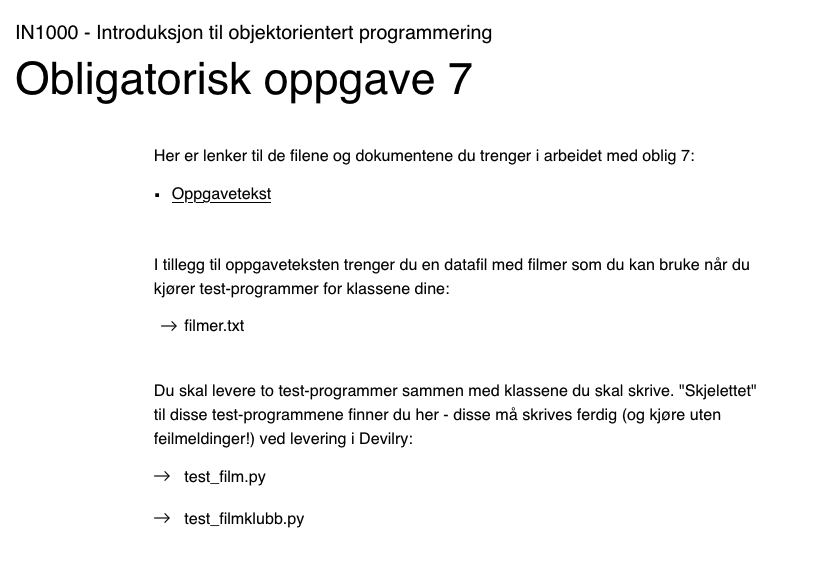 IN1000 - Introduksjon til objektorientert programmering
Obligatorisk oppgave 7
Her er lenker til de filene og dokumentene du trenger i arbeidet med oblig 7:
▪ Oppgavetekst
I tillegg til oppgaveteksten trenger du en datafil med filmer som du kan bruke når du
kjører test-programmer for klassene dine:
→ filmer.txt
Du skal levere to test-programmer sammen med klassene du skal skrive. "Skjelettet"
til disse test-programmene finner du her - disse må skrives ferdig (og kjøre uten
feilmeldinger!) ved levering i Devilry:
→ test_film.py
→ test_filmklubb.py